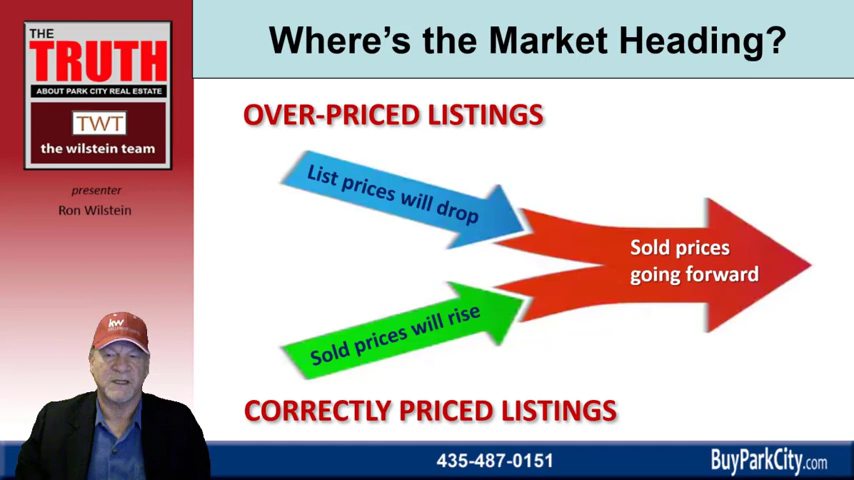 THE
TRUTH
ABOUT PARK CITY REAL ESTATE
TWT
the wilstein team
presenter
Ron Wilstein
Where's the Market Heading?
OVER-PRICED LISTINGS
List prices will drop
Sold prices
going forward
Sold prices will rise
CORRECTLY PRICED LISTINGS
kw
435-487-0151
BuyParkCity.com